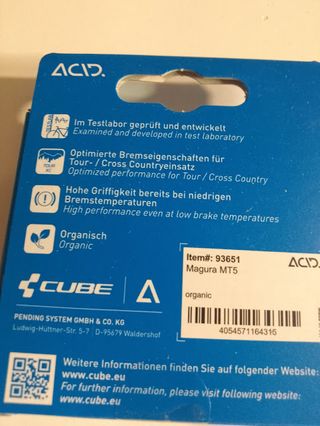 ACID.
Im Testlabor geprüft und entwickelt
Examined and developed in test laboratory
Optimierte Bremseigenschaften für
Tour- / Cross Countryeinsatz
Optimized performance for Tour / Cross Country
TOUR
XC
Hohe Griffigkeit bereits bei niedrigen
Bremstemperaturen
High performance even at low brake temperatures
Organisch
Organic
CUBE
PENDING SYSTEM GMBH & CO. KG
Ludwig-Hüttner-Str. 5-7 D-95679 Waldershof
Item#: 93651
ACID.
Magura MT5
organic
4054571164315
Weitere Informationen finden Sie auf folgender
www.cube.eu
For further information, please visit following website
www.cube.eu